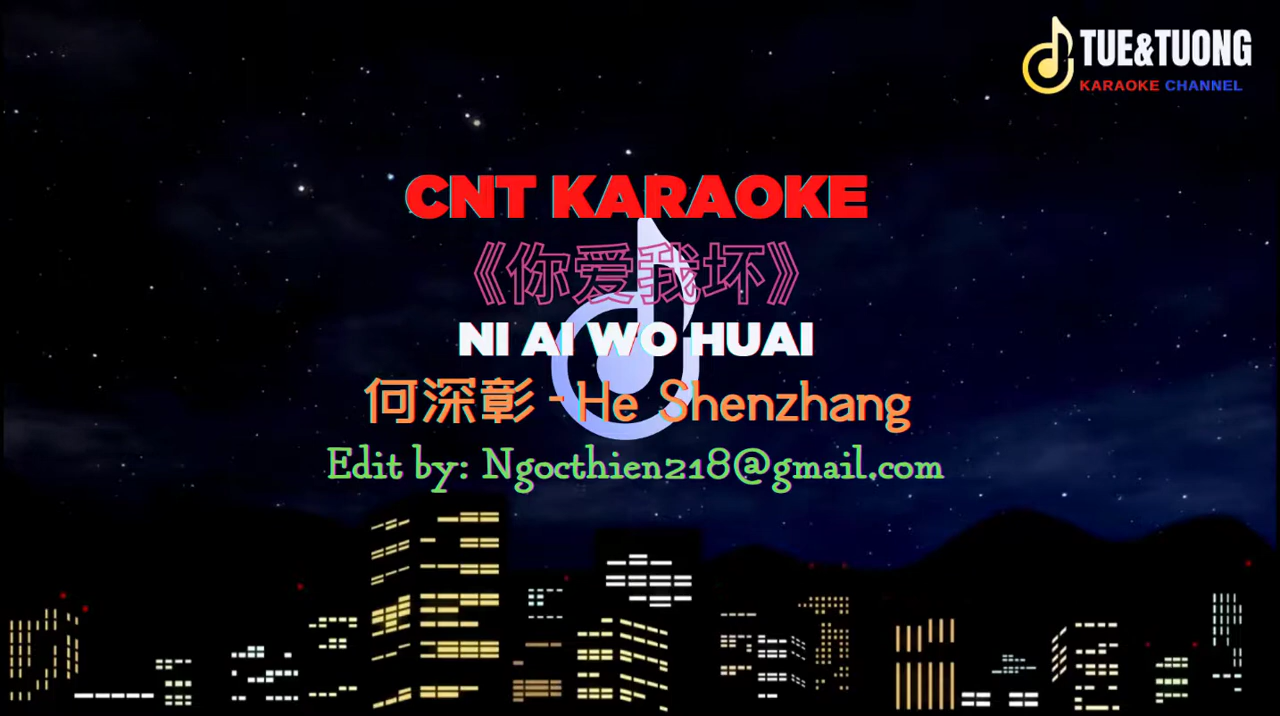 TUE&TUONG
KARAOKE CHANNEL
CNT KARAOKE
《你爱我坏》
NI AI WO HUAI
何深彰 - He Shenzhang
Edit by: Ngocthien218@gmail.com